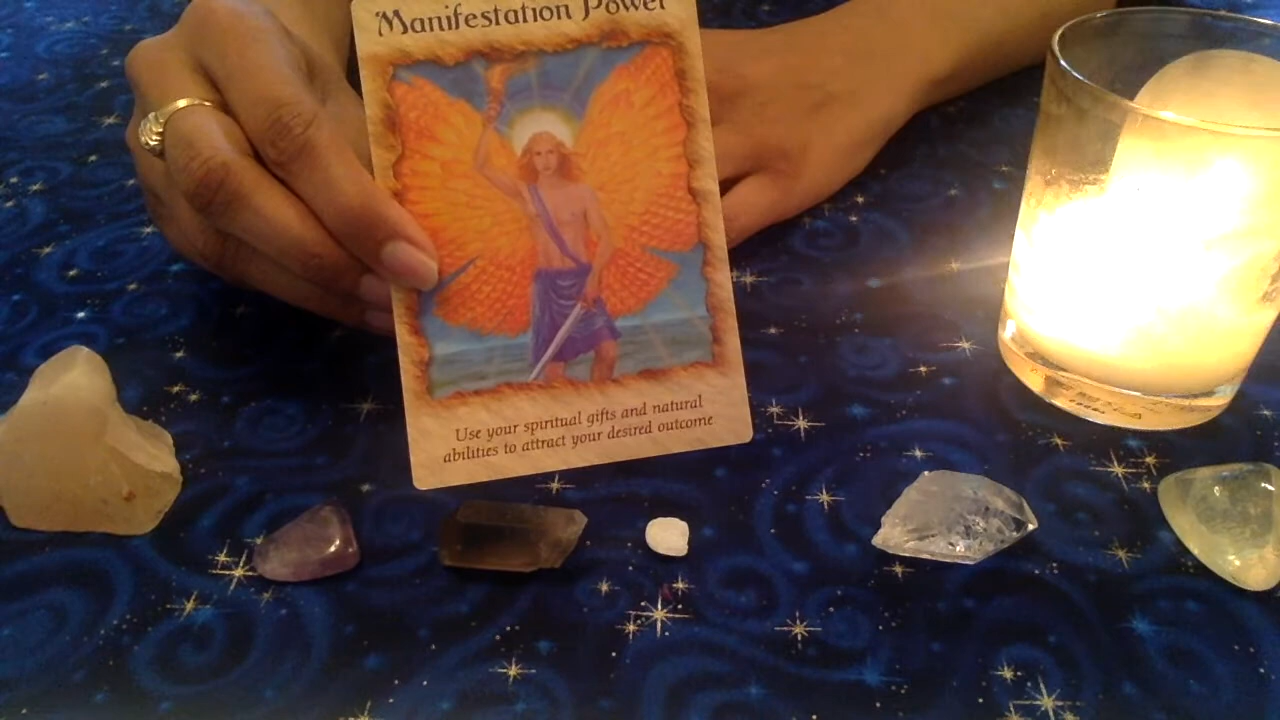 Manifestation Power
Use your spiritual gifts and natural
abilities to attract your desired outcome